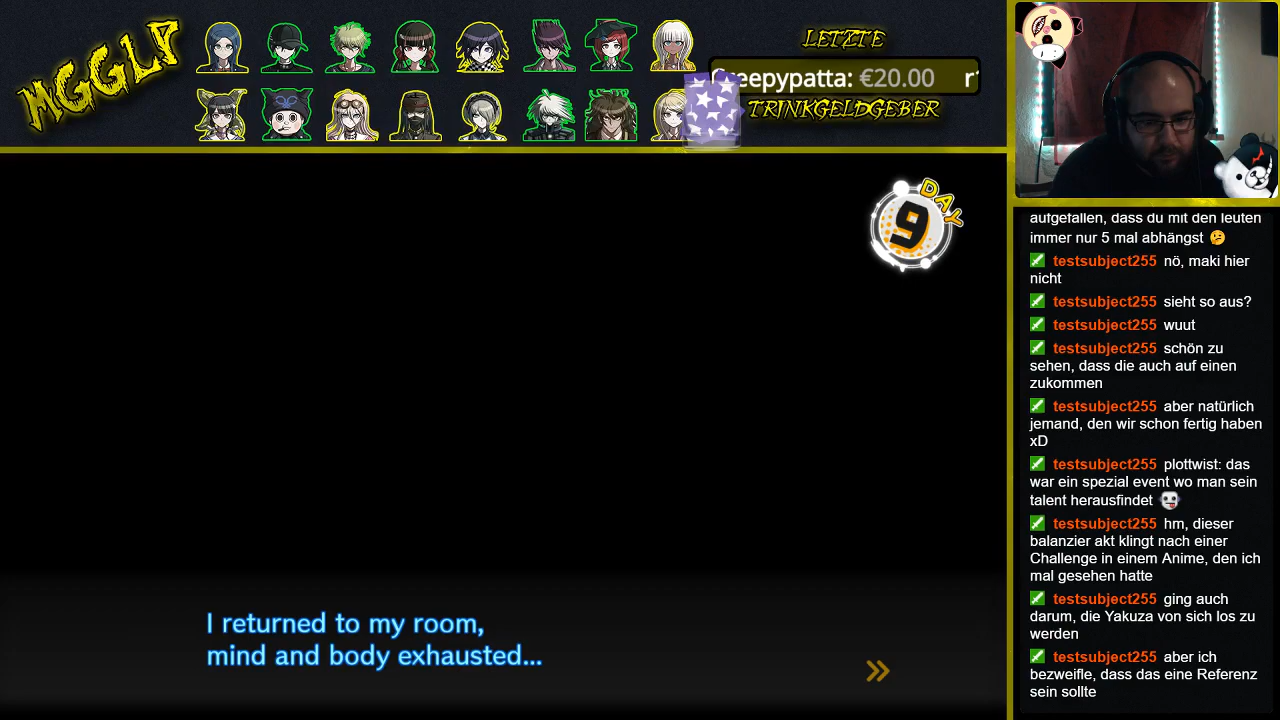 MGGLP
LETZTE
Creepypatta: €20.00
TRINKGELDGEBER
DAY
9
I returned to my room,
mind and body exhausted...
aufgefallen, dass du mit den leuten
immer nur 5 mal abhängst 🤔
testsubject255 nö, maki hier
nicht
testsubject255 sieht so aus?
testsubject255 wuut
testsubject255 schön zu
sehen, dass die auch auf einen
zukommen
testsubject255 aber natürlich
jemand, den wir schon fertig haben
xD
testsubject255 plottwist: das
war ein spezial event wo man sein
talent herausfindet
testsubject255 hm, dieser
balanzier akt klingt nach einer
Challenge in einem Anime, den ich
mal gesehen hatte
testsubject255 ging auch
darum, die Yakuza von sich los zu
werden
testsubject255 aber ich
bezweifle, dass das eine Referenz
sein sollte